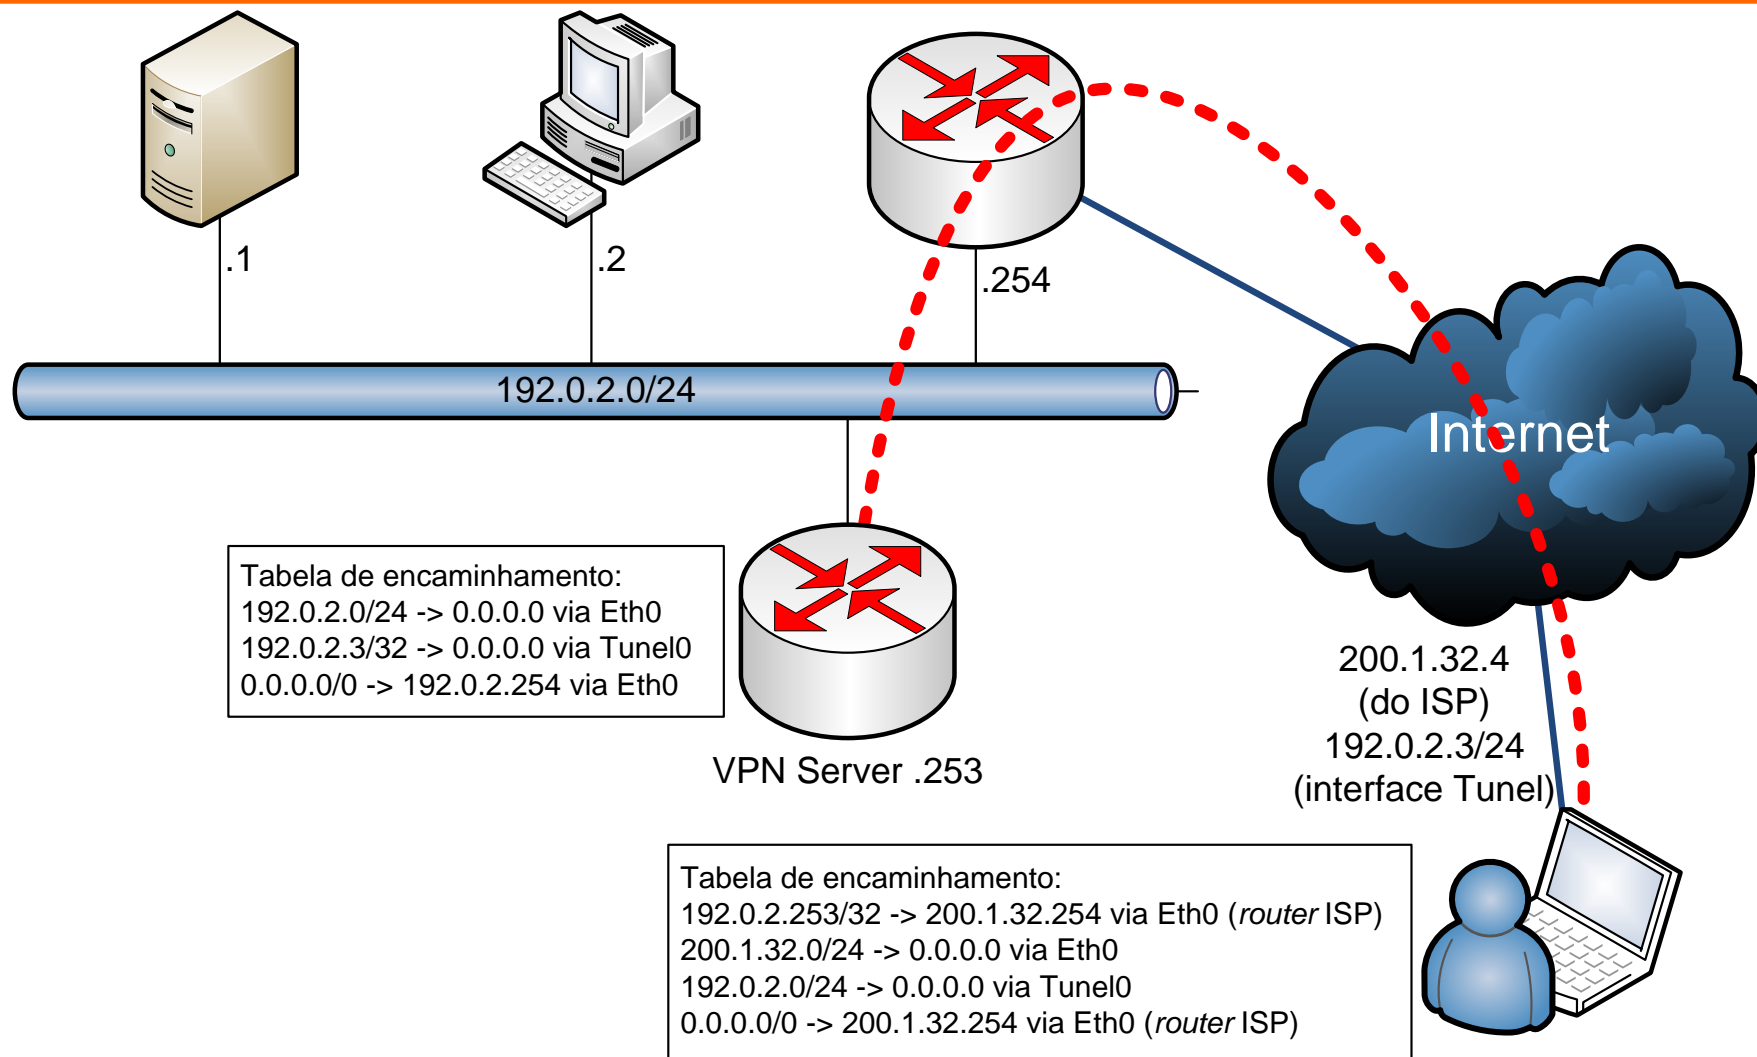 .1
.2
.254
192.0.2.0/24
Internet
Tabela de encaminhamento:
192.0.2.0/24 -> 0.0.0.0 via Eth0
192.0.2.3/32 -> 0.0.0.0 via Tunel0
0.0.0.0/0 -> 192.0.2.254 via Eth0
VPN Server .253
200.1.32.4
(do ISP)
192.0.2.3/24
(interface Tunel)
Tabela de encaminhamento:
192.0.2.253/32 -> 200.1.32.254 via Eth0 (router ISP)
200.1.32.0/24 -> 0.0.0.0 via Eth0
192.0.2.0/24 -> 0.0.0.0 via Tunel0
0.0.0.0/0 -> 200.1.32.254 via Eth0 (router ISP)